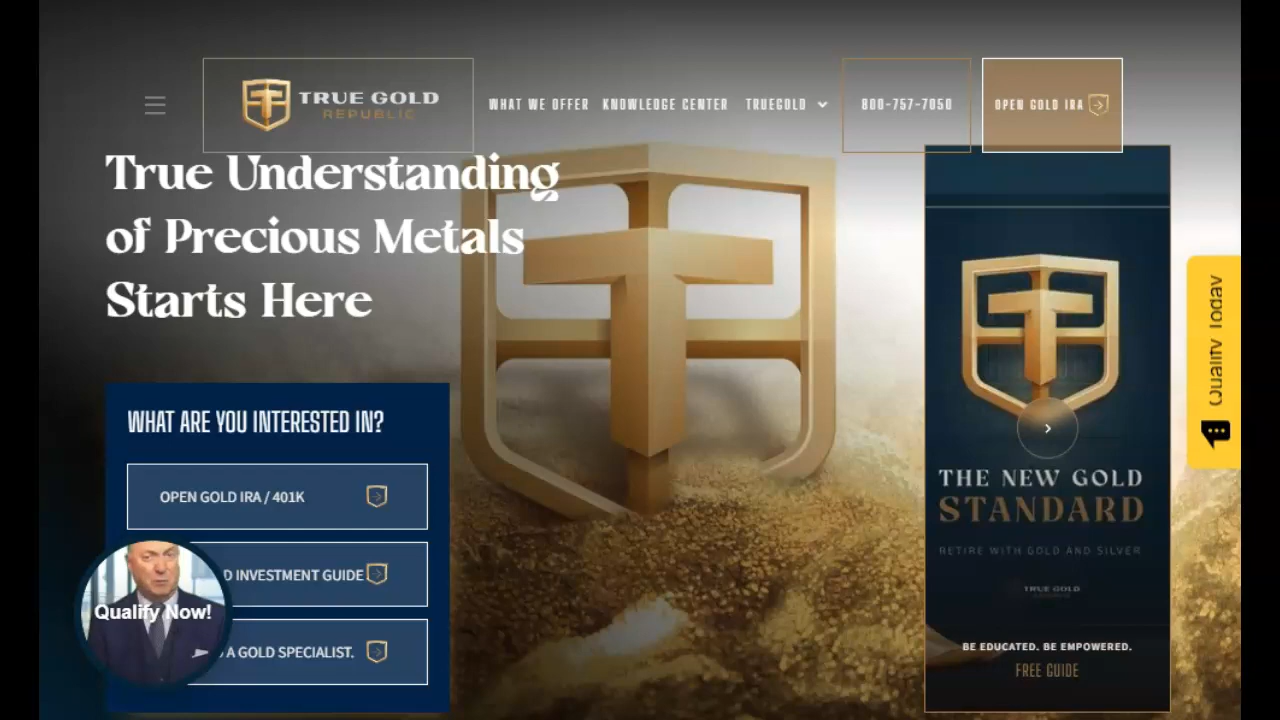 TRUE GOLD
REPUBLIC
WHAT WE OFFER
KNOWLEDGE CENTER
TRUEGOLD
800-757-7050
OPEN GOLD IRA
True Understanding
of Precious Metals
Starts Here
WHAT ARE YOU INTERESTED IN?
OPEN GOLD IRA / 401K
INVESTMENT GUIDE
A GOLD SPECIALIST.
Qualify Now!
THE NEW GOLD
STANDARD
RETIRE WITH GOLD AND SILVER
TRUE GOLD
BE EDUCATED. BE EMPOWERED.
FREE GUIDE
Qualify Today